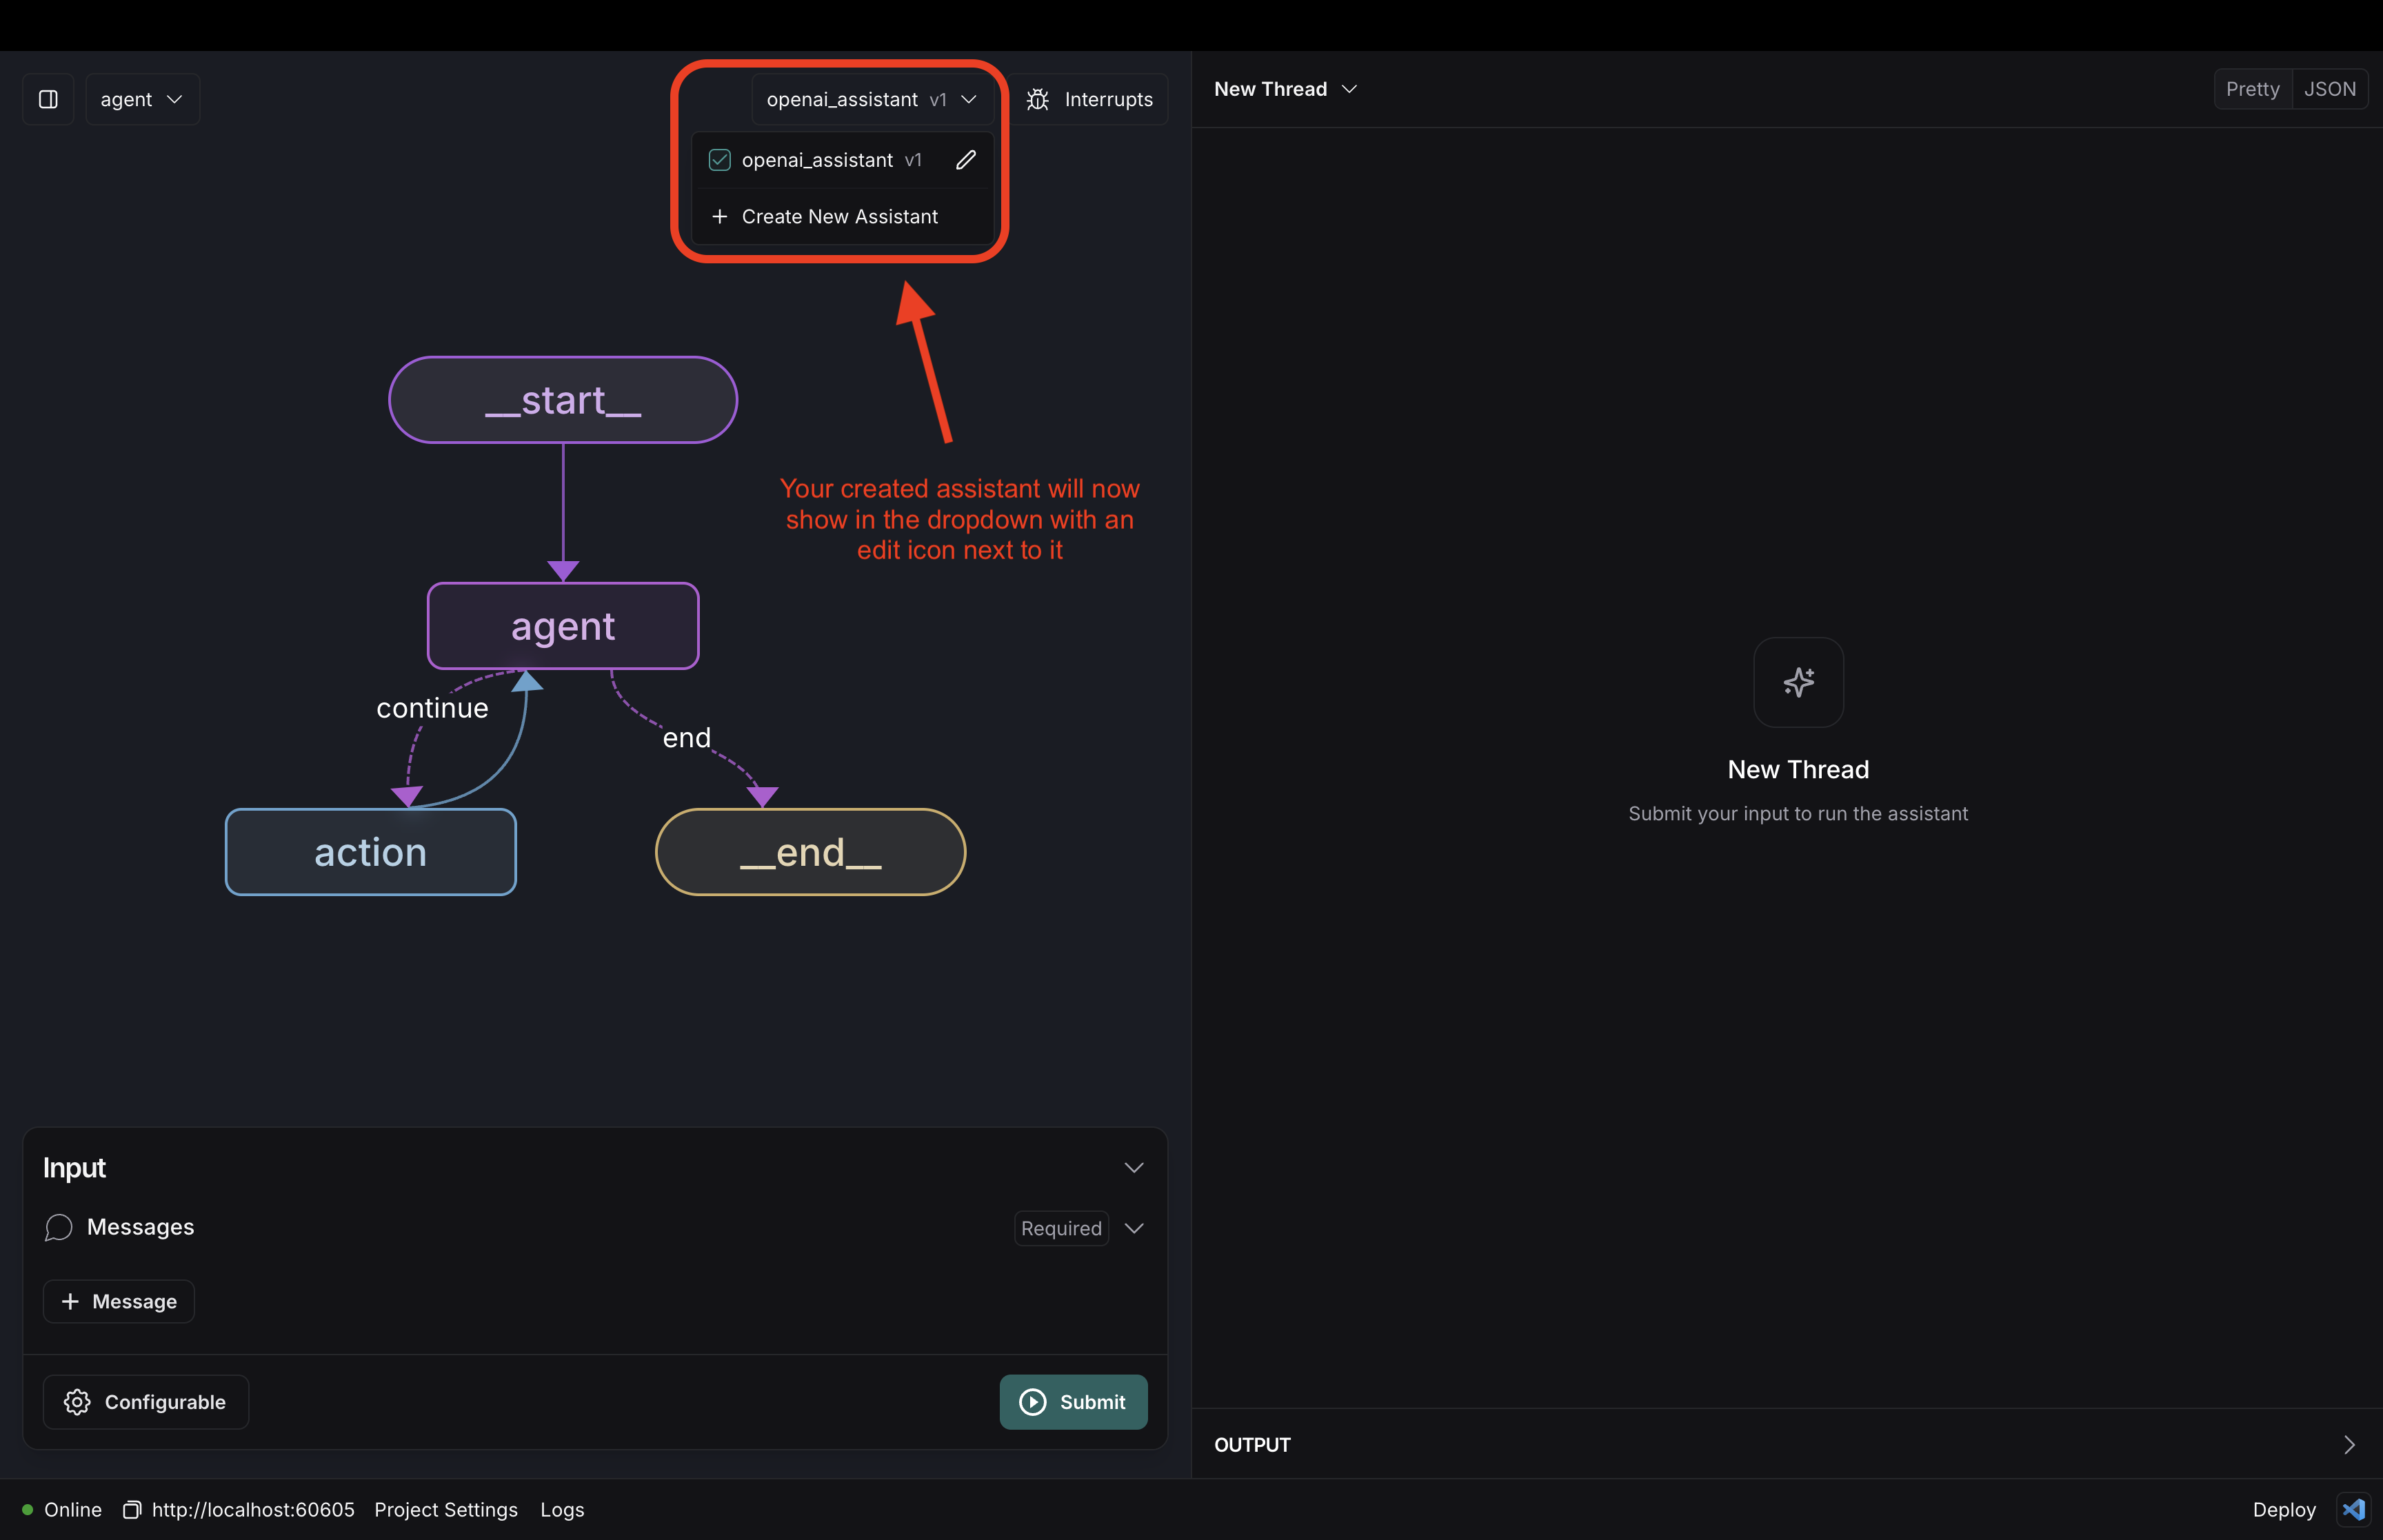 agent
openai_assistant v1
Interrupts
openai_assistant v1
Create New Assistant
Your created assistant will now
show in the dropdown with an
edit icon next to it
__start__
agent
continue
end
action
__end__
Input
Messages
Required
+ Message
Configurable
Submit
New Thread
Pretty
JSON
New Thread
Submit your input to run the assistant
OUTPUT
Online
http://localhost:60605
Project Settings
Logs
Deploy